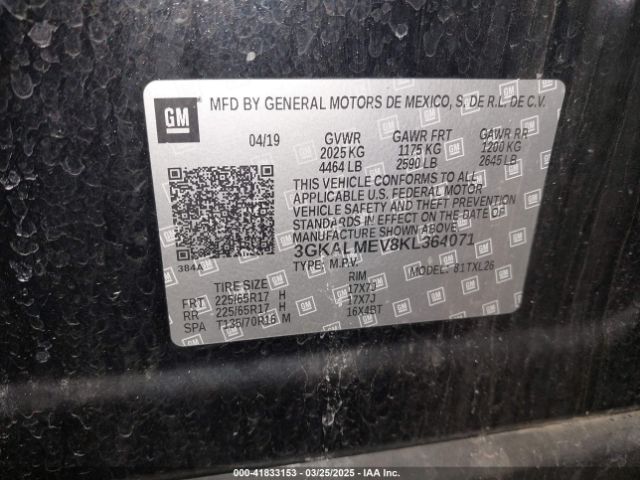 GM
MFD BY GENERAL MOTORS DE MEXICO, S. DE R.L. DE C.V.
04/19 GVWR GAWR FRT GAWR RR
2025 KG 1175 KG 1200 KG
4464 LB 2590 LB 2645 LB
THIS VEHICLE CONFORMS TO ALL
APPLICABLE U.S. FEDERAL MOTOR
VEHICLE SAFETY AND THEFT PREVENTION
STANDARDS IN EFFECT ON THE DATE OF
MANUFACTURE SHOWN ABOVE
3GKALMEV8KL364071
TYPE: M.P.V. MODEL: 81TXL26
384A
TIRE SIZE RIM
FRT 225/65R17 H 17X7J
RR 225/65R17 H 17X7J
SPA T135/70R16 M 16X4BT
000-41833153 — 03/25/2025 — IAA Inc.